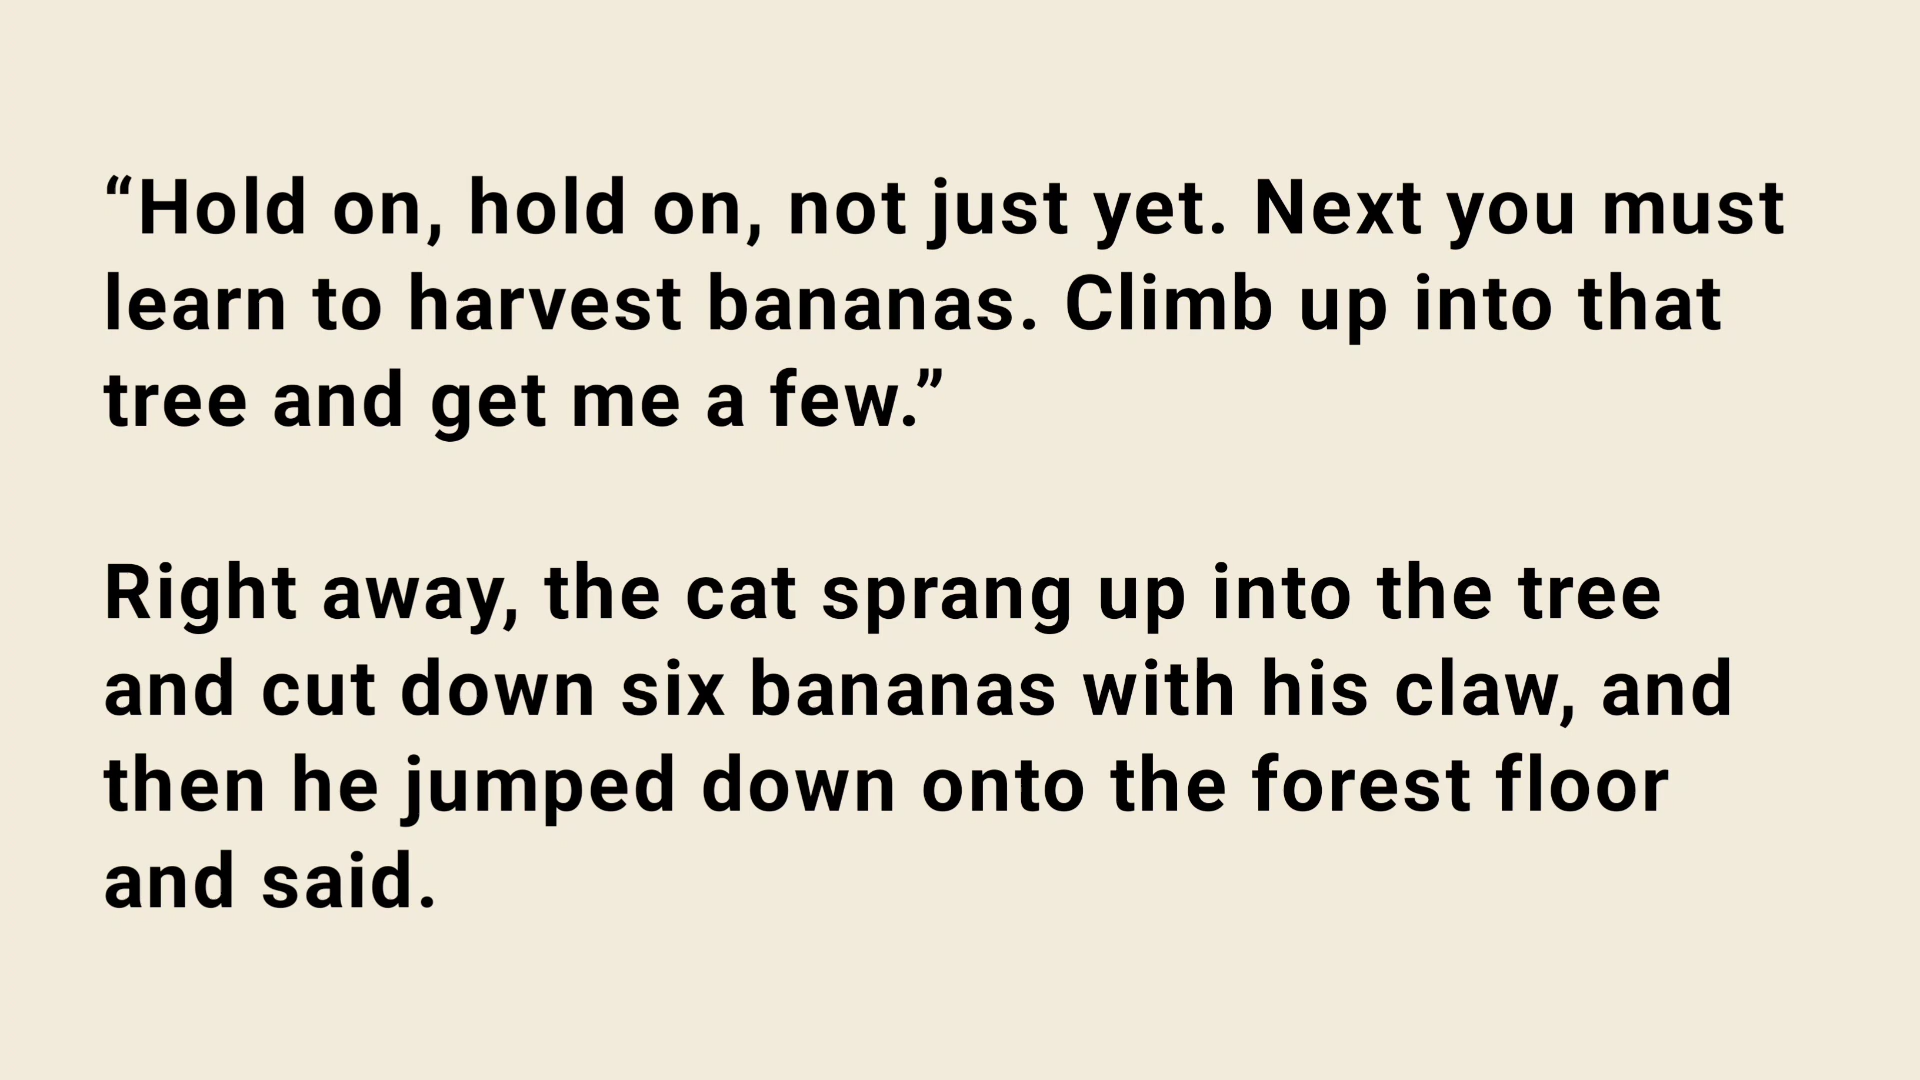 “Hold on, hold on, not just yet. Next you must
learn to harvest bananas. Climb up into that
tree and get me a few.”
Right away, the cat sprang up into the tree
and cut down six bananas with his claw, and
then he jumped down onto the forest floor
and said.